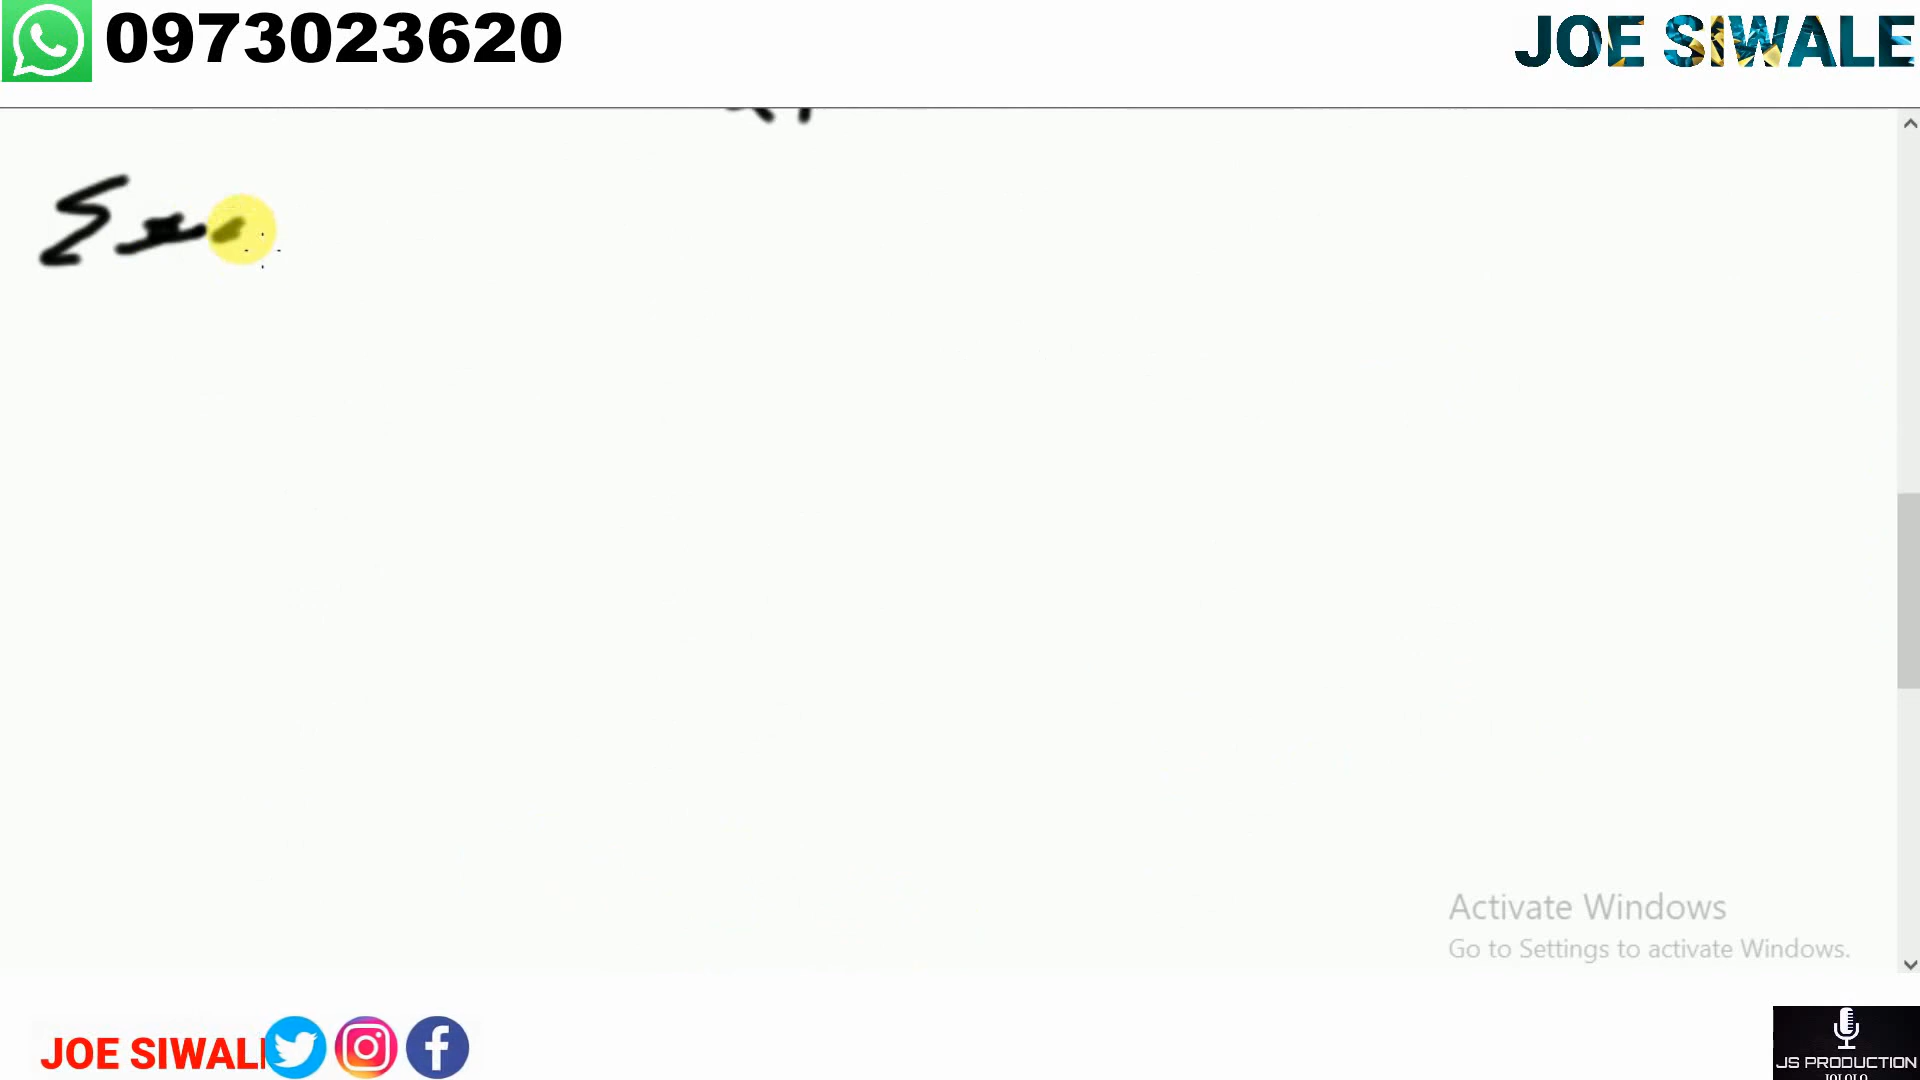 0973023620
JOE SIWALE
Activate Windows
Go to Settings to activate Windows.
JOE SIWAL
JS PRODUCTION